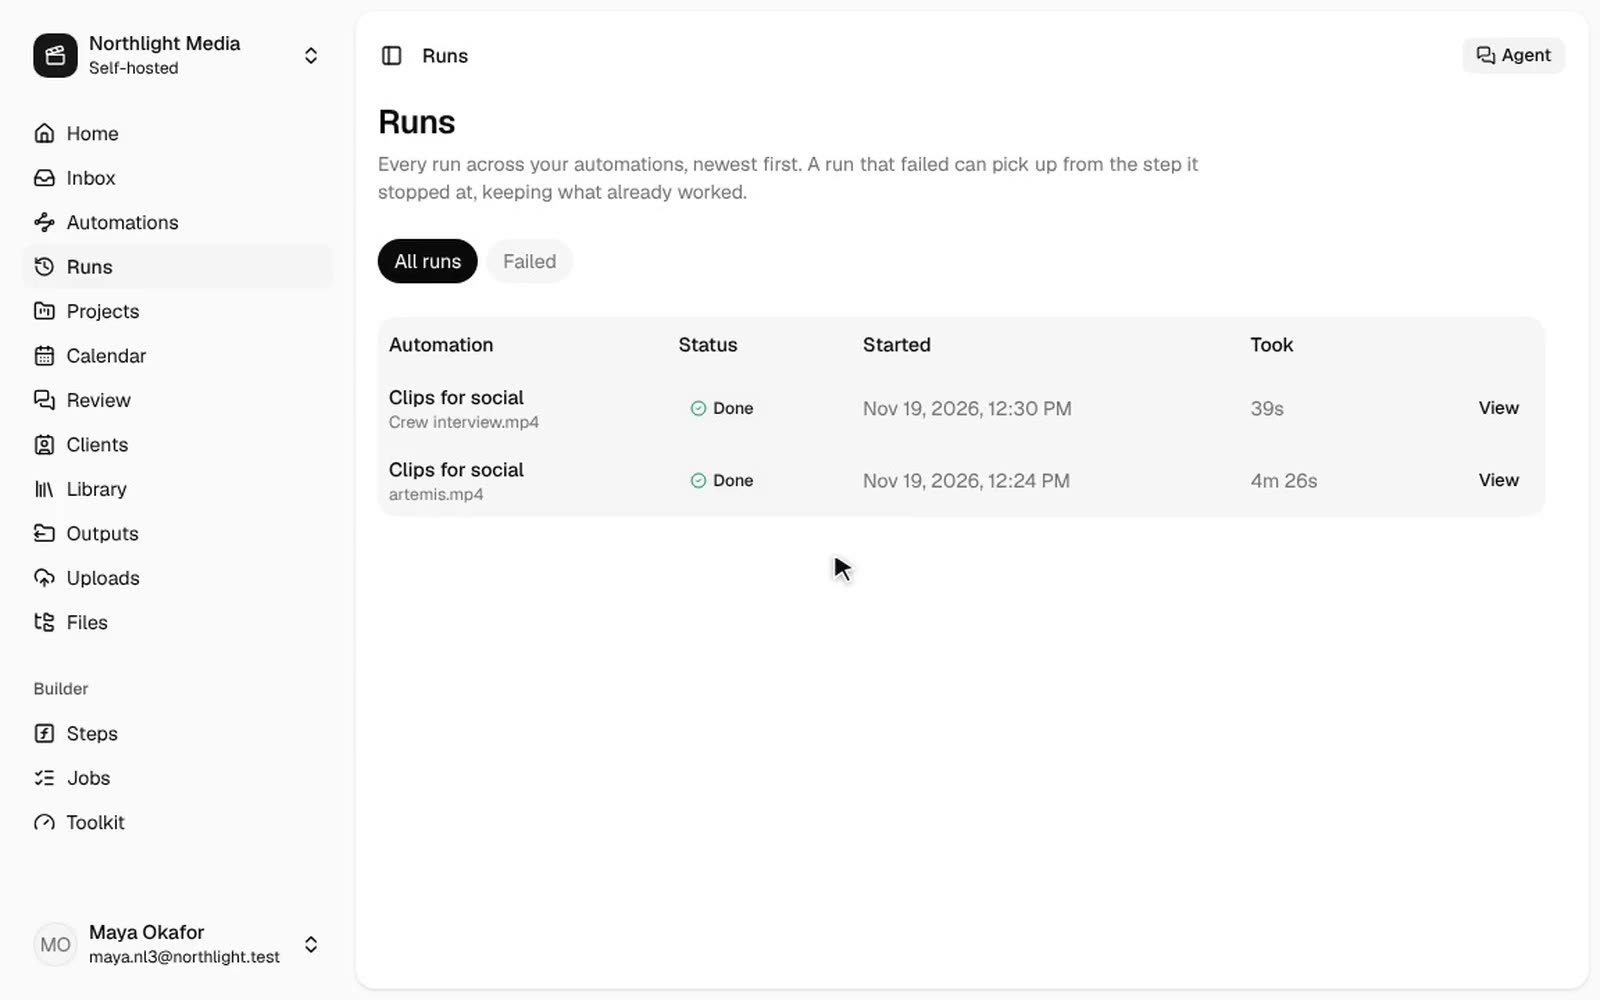 Northlight Media
Self-hosted
Home
Inbox
Automations
Runs
Projects
Calendar
Review
Clients
Library
Outputs
Uploads
Files
Builder
Steps
Jobs
Toolkit
MO
Maya Okafor
maya.nl3@northlight.test
Runs
Agent
Runs
Every run across your automations, newest first. A run that failed can pick up from the step it
stopped at, keeping what already worked.
All runs Failed
Automation Status Started Took
Clips for social
Crew interview.mp4
Done Nov 19, 2026, 12:30 PM 39s View
Clips for social
artemis.mp4
Done Nov 19, 2026, 12:24 PM 4m 26s View